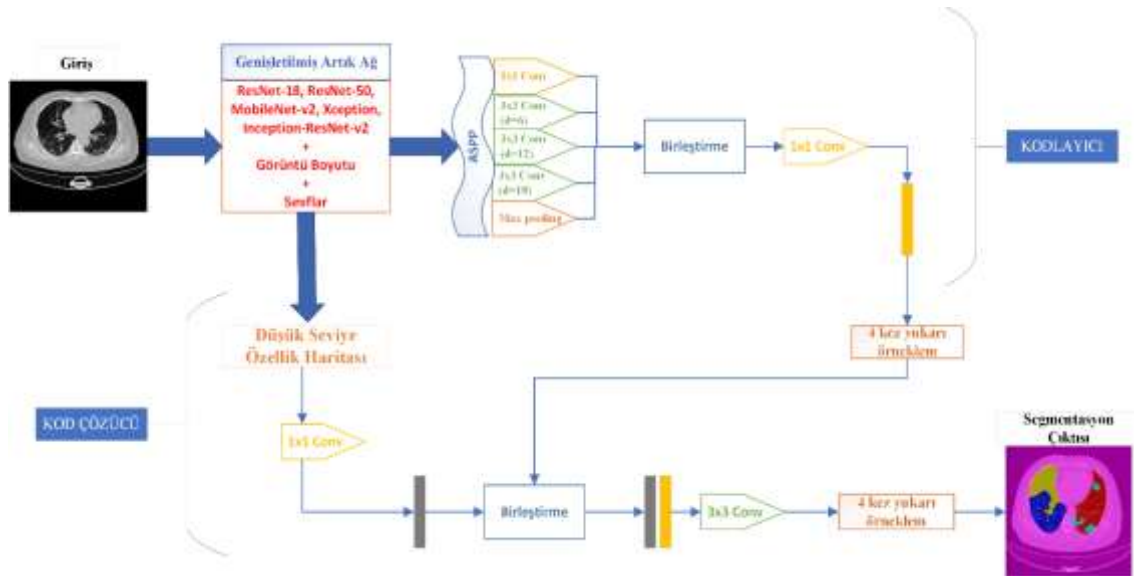 Giriş
Genişletilmiş Artık Ağ
ResNet-18, ResNet-50,
MobileNet-v2, Xception,
Inception-ResNet-v2
+
Görüntü Boyutu
+
Sınıflar
ASPP
1x1 Conv
3x3 Conv
(d=6)
3x3 Conv
(d=12)
3x3 Conv
(d=18)
Max pooling
Birleştirme
1x1 Conv
KODLAYICI
4 kez yukarı
örneklem
Düşük Seviye
Özellik Haritası
KOD ÇÖZÜCÜ
1x1 Conv
Birleştirme
3x3 Conv
4 kez yukarı
örneklem
Segmentasyon
Çıktısı